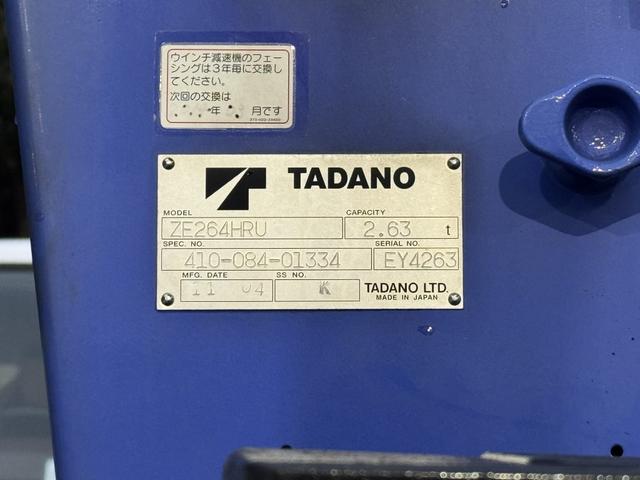 ウインチ減速機のフェー
シングは3年毎に交換し
てください。
次回の交換は
年 月です
TADANO
MODEL CAPACITY
ZE264HRU 2.63 t
SPEC. NO. SERIAL NO.
410-084-01334 EY4263
MFG. DATE SS NO.
11 04 K TADANO LTD.
MADE IN JAPAN